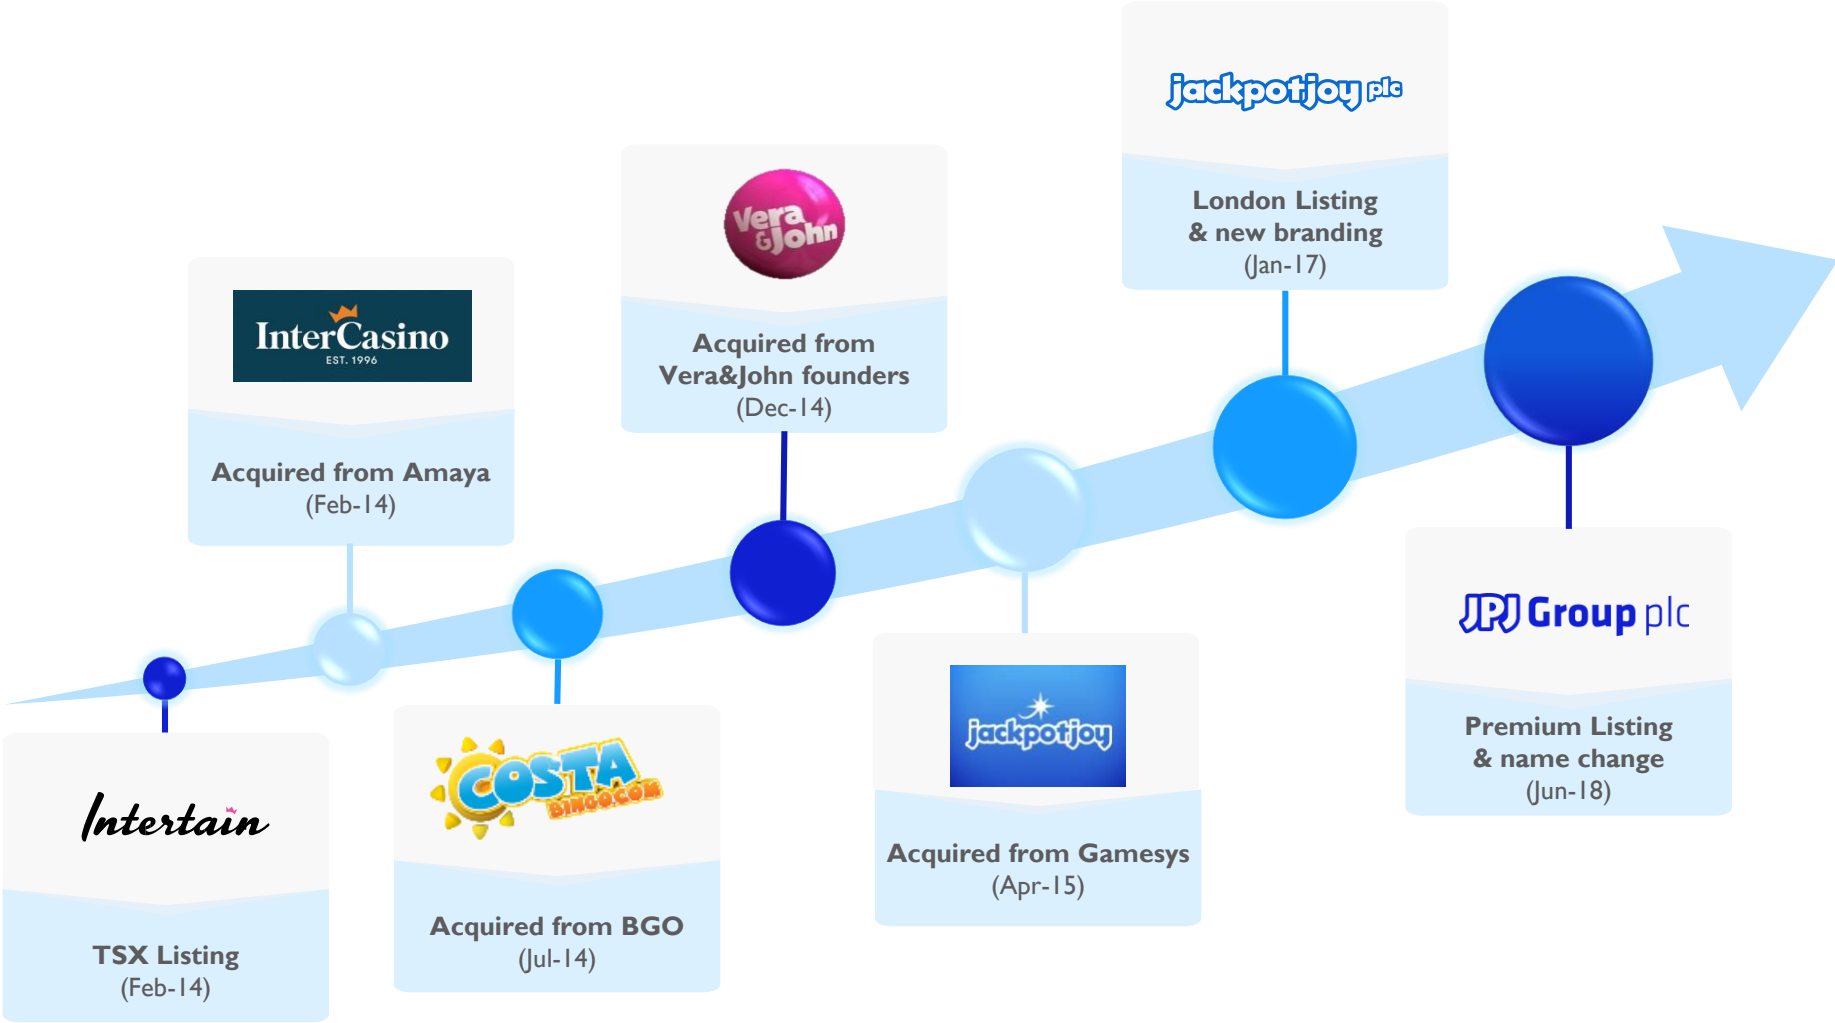 Intertain
TSX Listing
(Feb-14)
InterCasino
EST. 1996
Acquired from Amaya
(Feb-14)
COSTA
BINGO.COM
Acquired from BGO
(Jul-14)
Vera
&John
Acquired from
Vera&John founders
(Dec-14)
jackpotjoy
Acquired from Gamesys
(Apr-15)
jackpotjoy plc
London Listing
& new branding
(Jan-17)
JPJ Group plc
Premium Listing
& name change
(Jun-18)